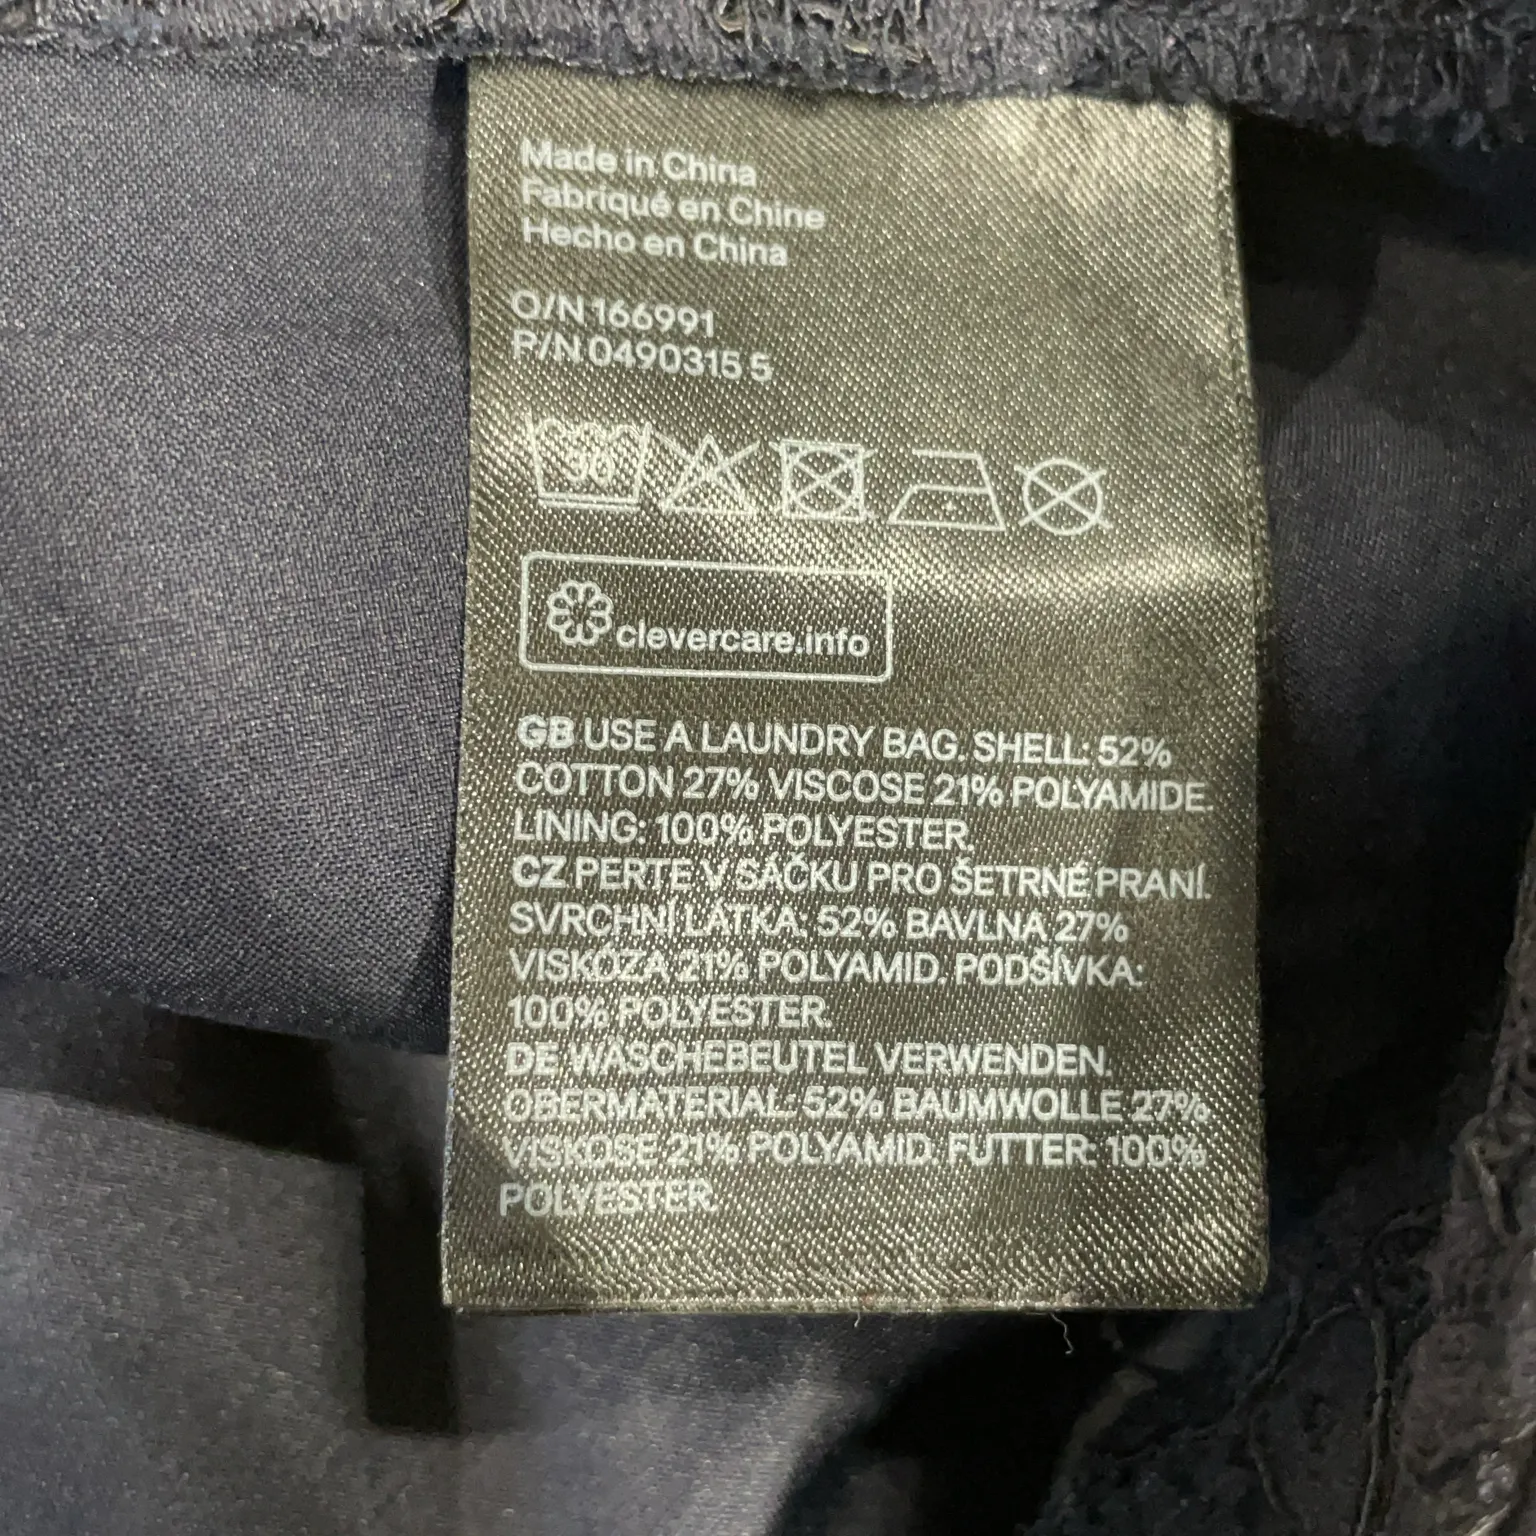 Made in China
Fabriqué en Chine
Hecho en China
O/N 166991
P/N 0490315 5
30
clevercare.info
GB USE A LAUNDRY BAG. SHELL: 52%
COTTON 27% VISCOSE 21% POLYAMIDE.
LINING: 100% POLYESTER.
CZ PERTE V SÁČKU PRO ŠETRNÉ PRANÍ.
SVRCHNÍ LÁTKA: 52% BAVLNA 27%
VISKÓZA 21% POLYAMID. PODŠÍVKA:
100% POLYESTER.
DE WÄSCHEBEUTEL VERWENDEN.
OBERMATERIAL: 52% BAUMWOLLE 27%
VISKOSE 21% POLYAMID. FUTTER: 100%
POLYESTER.